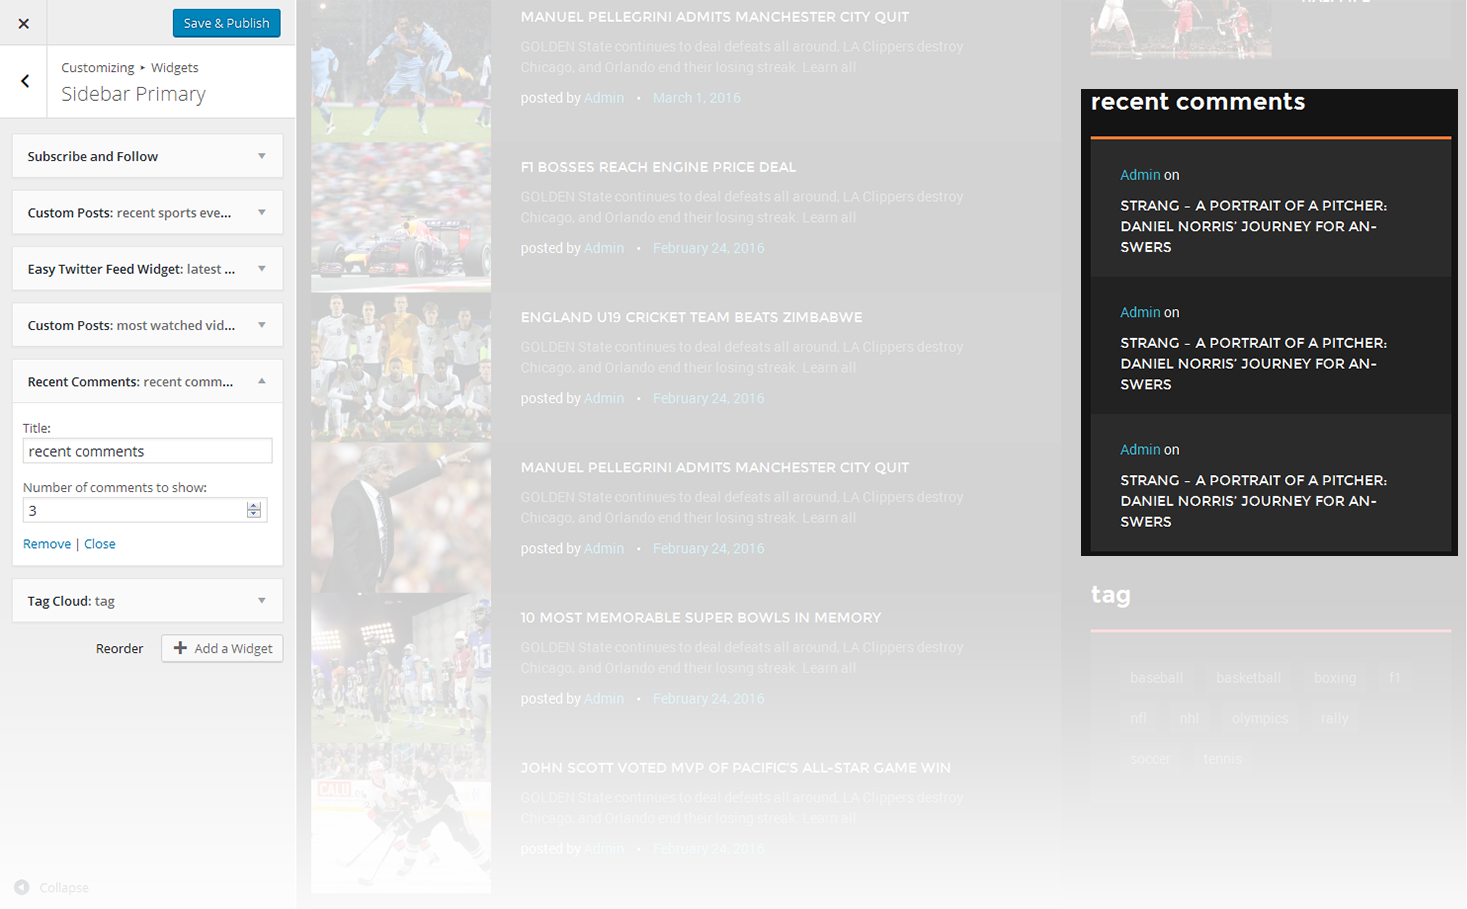 Save & Publish
Customizing ▸ Widgets
Sidebar Primary
Subscribe and Follow
Custom Posts: recent sports eve...
Easy Twitter Feed Widget: latest ...
Custom Posts: most watched vid...
Recent Comments: recent comm...
Title:
recent comments
Number of comments to show:
3
Remove | Close
Tag Cloud: tag
Reorder
Add a Widget
Collapse
MANUEL PELLEGRINI ADMITS MANCHESTER CITY QUIT
GOLDEN State continues to deal defeats all around, LA Clippers destroy
Chicago, and Orlando end their losing streak. Learn all
posted by Admin • March 1, 2016
F1 BOSSES REACH ENGINE PRICE DEAL
GOLDEN State continues to deal defeats all around, LA Clippers destroy
Chicago, and Orlando end their losing streak. Learn all
posted by Admin • February 24, 2016
ENGLAND U19 CRICKET TEAM BEATS ZIMBABWE
GOLDEN State continues to deal defeats all around, LA Clippers destroy
Chicago, and Orlando end their losing streak. Learn all
posted by Admin • February 24, 2016
MANUEL PELLEGRINI ADMITS MANCHESTER CITY QUIT
GOLDEN State continues to deal defeats all around, LA Clippers destroy
Chicago, and Orlando end their losing streak. Learn all
posted by Admin • February 24, 2016
10 MOST MEMORABLE SUPER BOWLS IN MEMORY
GOLDEN State continues to deal defeats all around, LA Clippers destroy
Chicago, and Orlando end their losing streak. Learn all
posted by Admin • February 24, 2016
JOHN SCOTT VOTED MVP OF PACIFIC'S ALL-STAR GAME WIN
GOLDEN State continues to deal defeats all around, LA Clippers destroy
Chicago, and Orlando end their losing streak. Learn all
posted by Admin • February 24, 2016
recent comments
Admin on
STRANG – A PORTRAIT OF A PITCHER:
DANIEL NORRIS' JOURNEY FOR AN-
SWERS
Admin on
STRANG – A PORTRAIT OF A PITCHER:
DANIEL NORRIS' JOURNEY FOR AN-
SWERS
Admin on
STRANG – A PORTRAIT OF A PITCHER:
DANIEL NORRIS' JOURNEY FOR AN-
SWERS
tag
baseball basketball boxing f1
nfl nhl olympics rally
soccer tennis